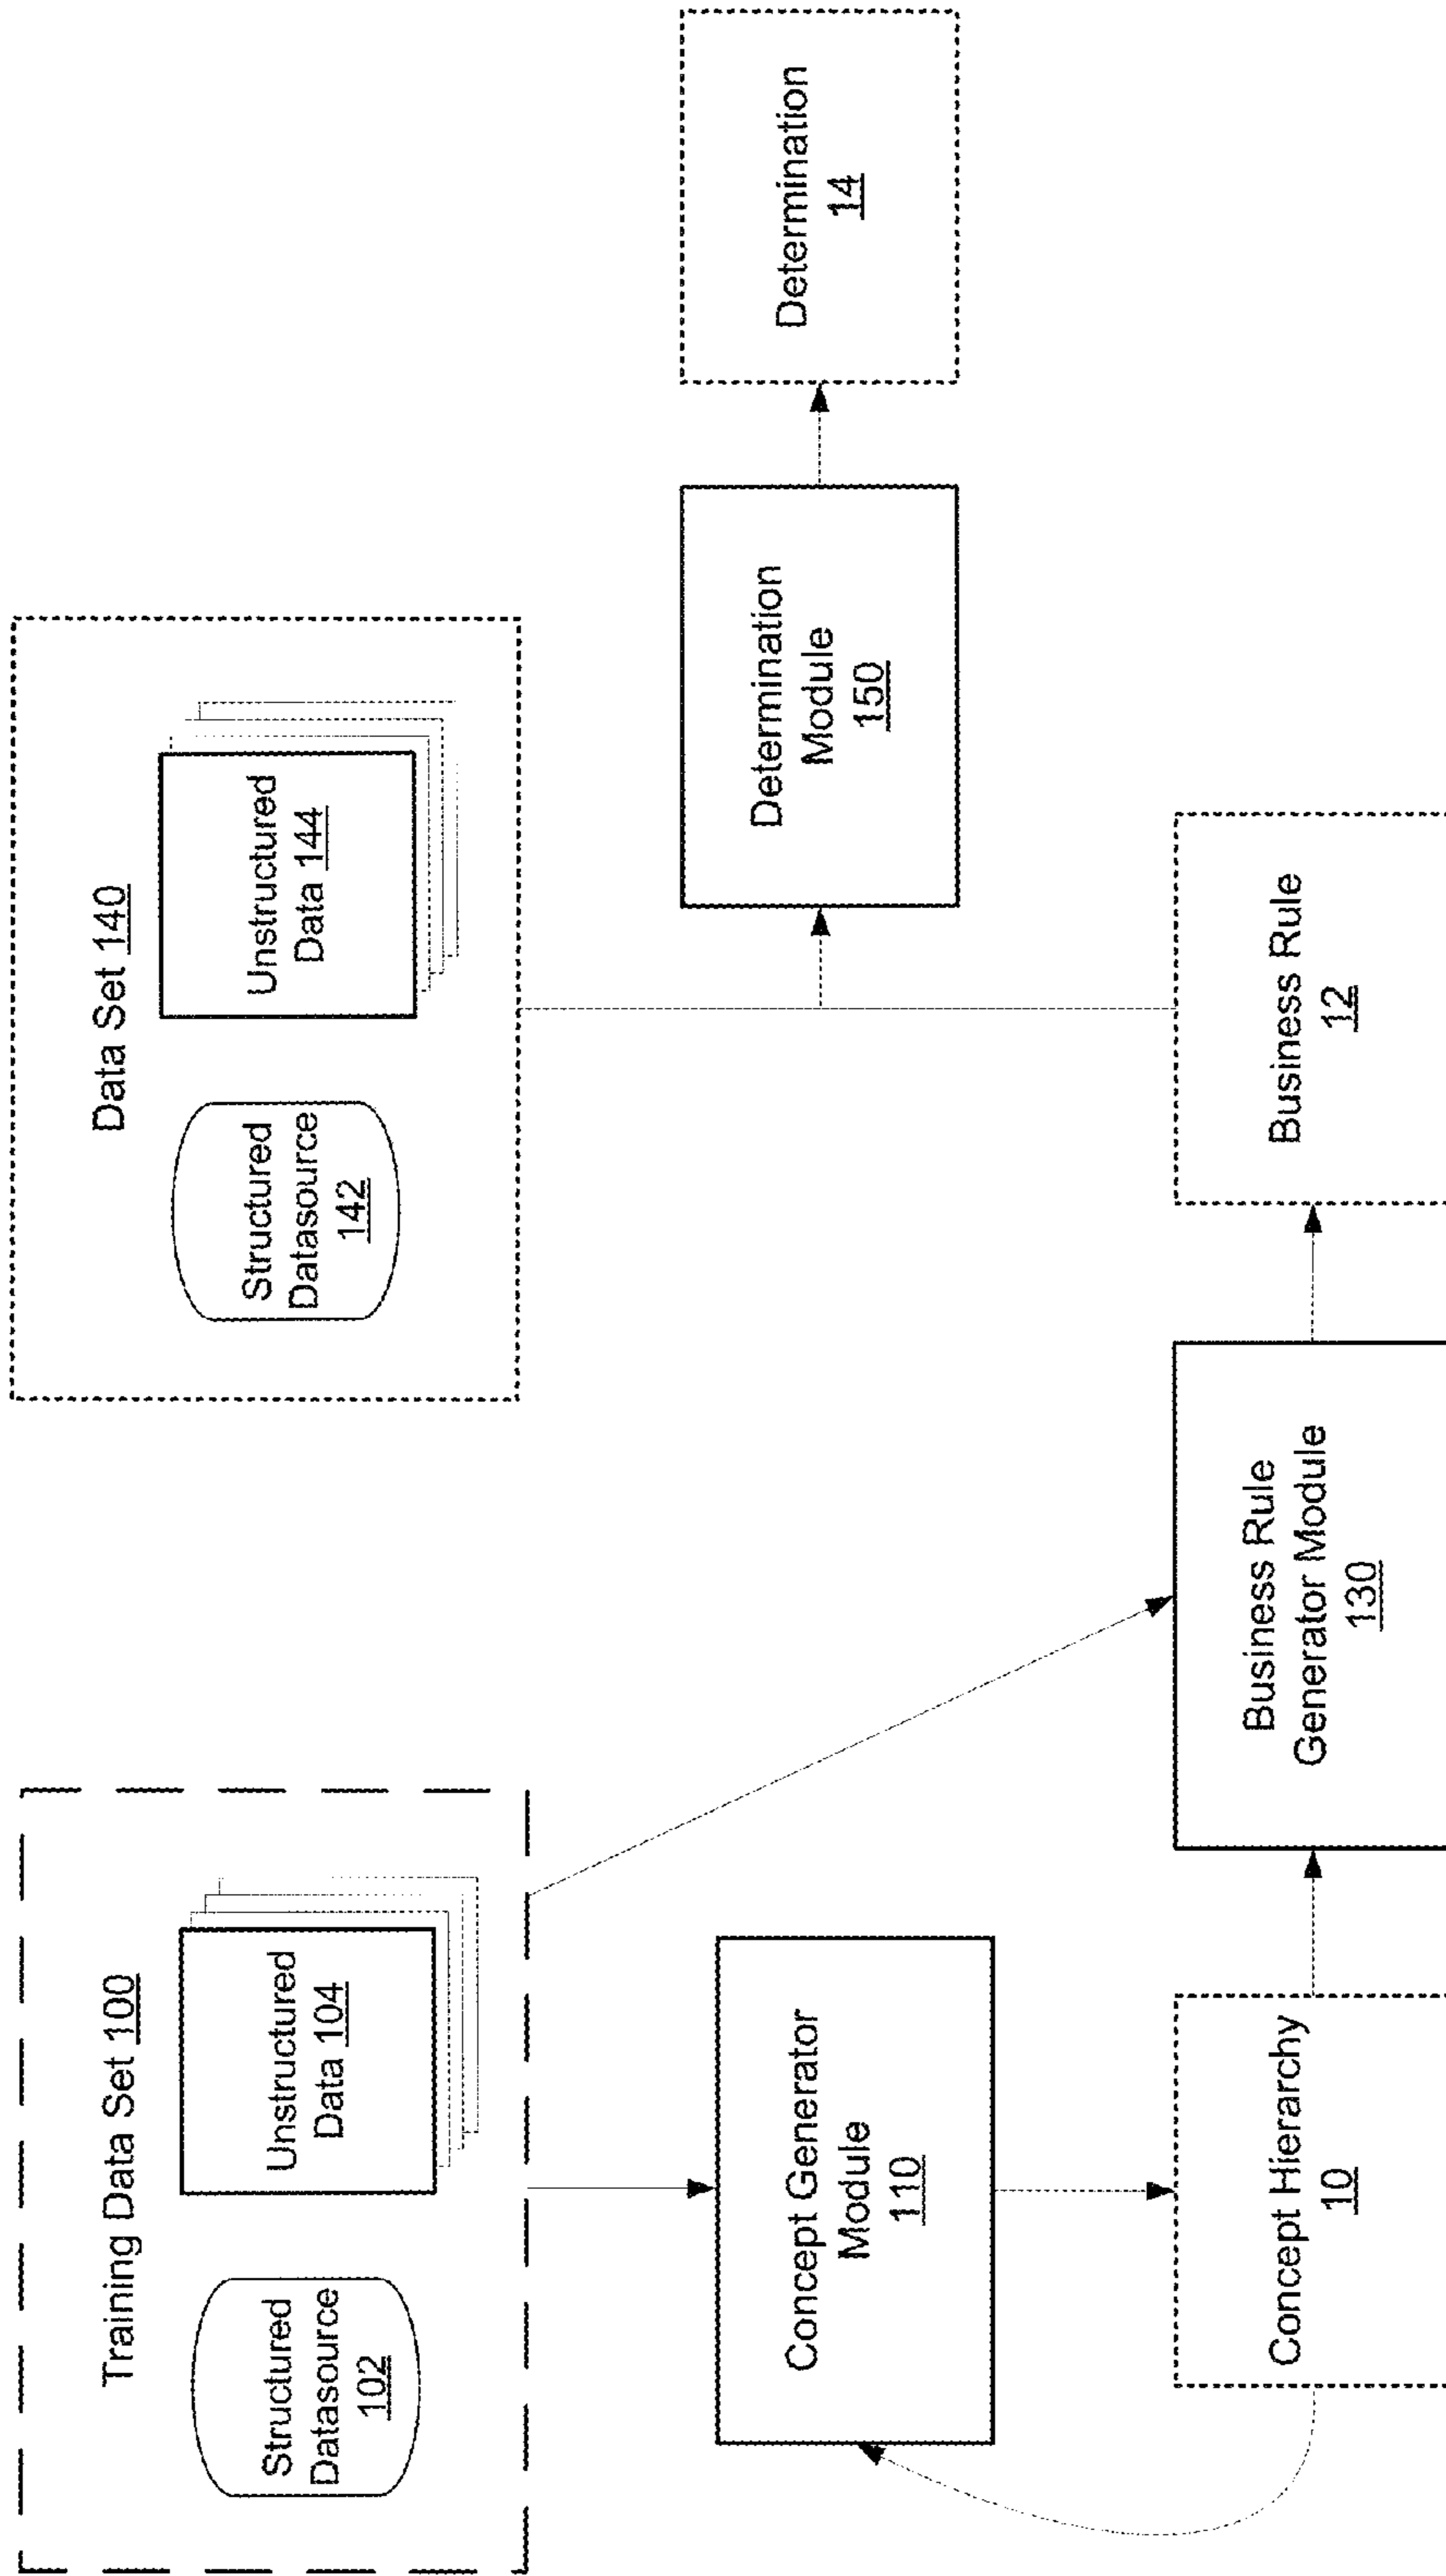 Training Data Set 100
Structured
Datasource
102
Unstructured
Data 104
Data Set 140
Structured
Datasource
142
Unstructured
Data 144
Concept Generator
Module
110
Determination
Module
150
Determination
14
Concept Hierarchy
10
Business Rule
Generator Module
130
Business Rule
12